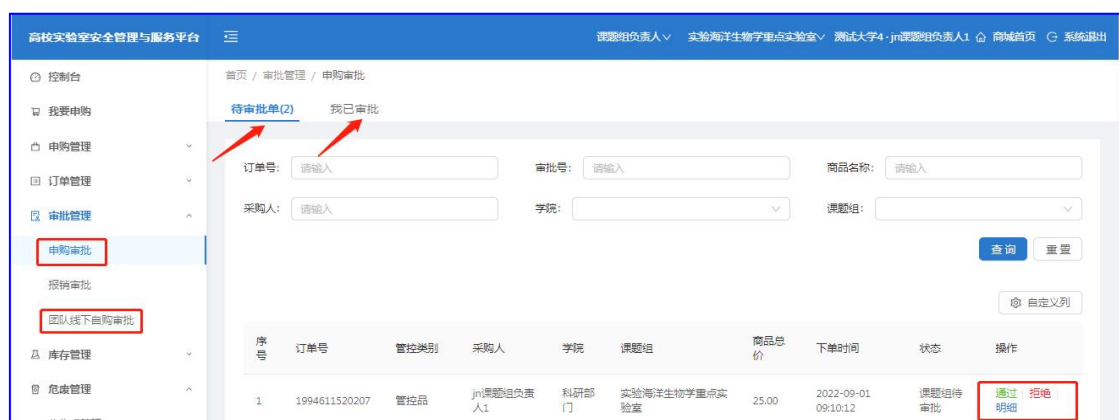 高校实验室安全管理与服务平台
课题组负责人 实验海洋生物学重点实验室 测试大学4 - jn课题组负责人1 商城首页 系统退出
控制台
我要申购
申购管理
订单管理
审批管理
申购审批
报销审批
团队线下自购审批
库存管理
危废管理
首页 / 审批管理 / 申购审批
待审批单(2) 我已审批
订单号: 请输入 审批号: 请输入 商品名称: 请输入
采购人: 请输入 学院: 课题组:
查询 重置
自定义列
序号 订单号 管控类别 采购人 学院 课题组 商品总价 下单时间 状态 操作
1 1994611520207 管控品 jn课题组负责人1 科研部门 实验海洋生物学重点实验室 25.00 2022-09-01 09:10:12 课题组待审批 通过 拒绝 明细